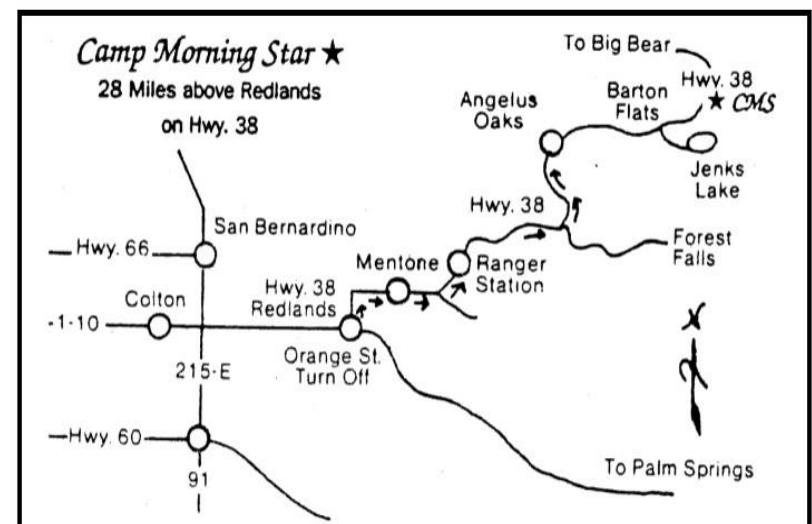 Camp Morning Star ★
28 Miles above Redlands
on Hwy. 38
To Big Bear
Hwy. 38
★ CMS
Barton
Flats
Angelus
Oaks
Jenks
Lake
Hwy. 38
Forest
Falls
San Bernardino
Hwy. 66
Mentone
Ranger
Station
Hwy. 38
Redlands
Colton
-1-10
Orange St.
Turn Off
215-E
Hwy. 60
91
To Palm Springs